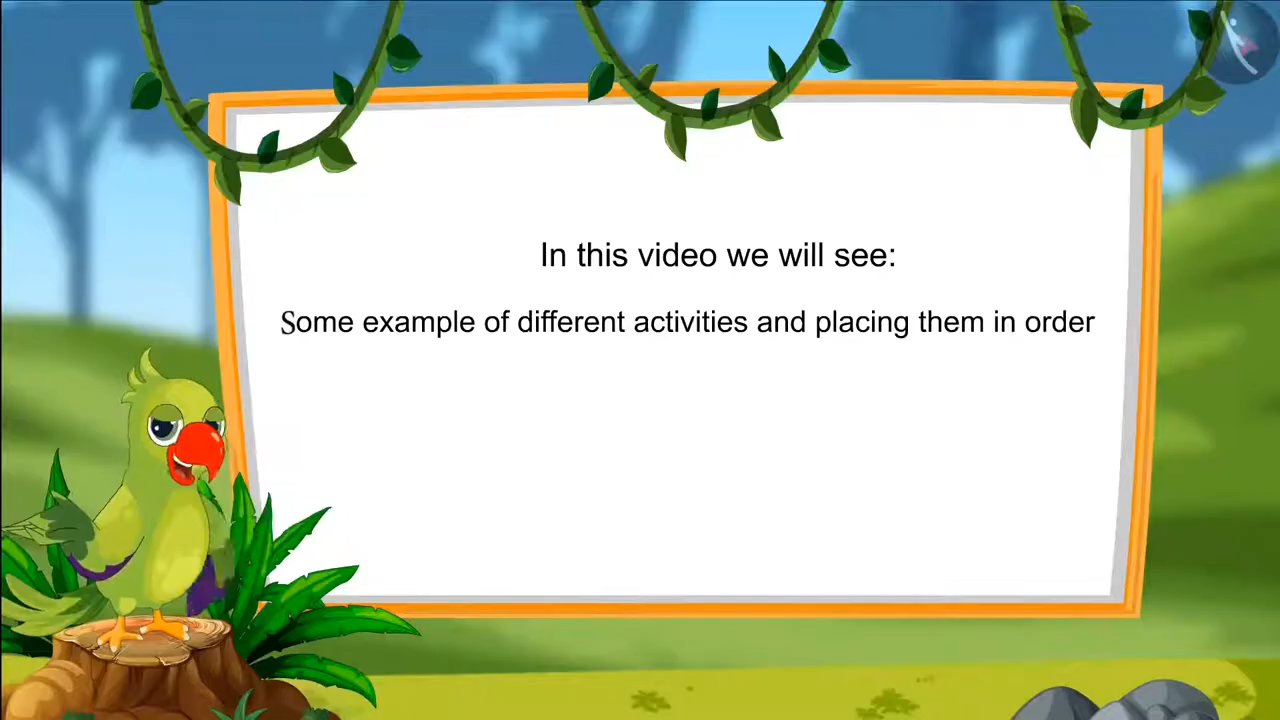 In this video we will see:
Some example of different activities and placing them in order